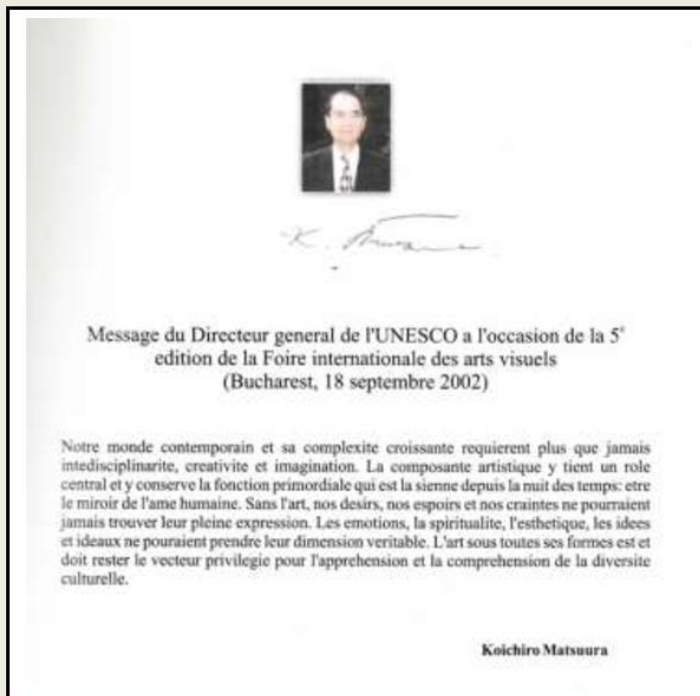 Message du Directeur general de l'UNESCO a l'occasion de la 5e
edition de la Foire internationale des arts visuels
(Bucharest, 18 septembre 2002)
Notre monde contemporain et sa complexite croissante requierent plus que jamais
intedisciplinarite, creativite et imagination. La composante artistique y tient un role
central et y conserve la fonction primordiale qui est la sienne depuis la nuit des temps: etre
le miroir de l'ame humaine. Sans l'art, nos desirs, nos espoirs et nos craintes ne pourraient
jamais trouver leur pleine expression. Les emotions, la spiritualite, l'esthetique, les idees
et ideaux ne pouraient prendre leur dimension veritable. L'art sous toutes ses formes est et
doit rester le vecteur privilegie pour l'apprehension et la comprehension de la diversite
culturelle.
Koichiro Matsuura